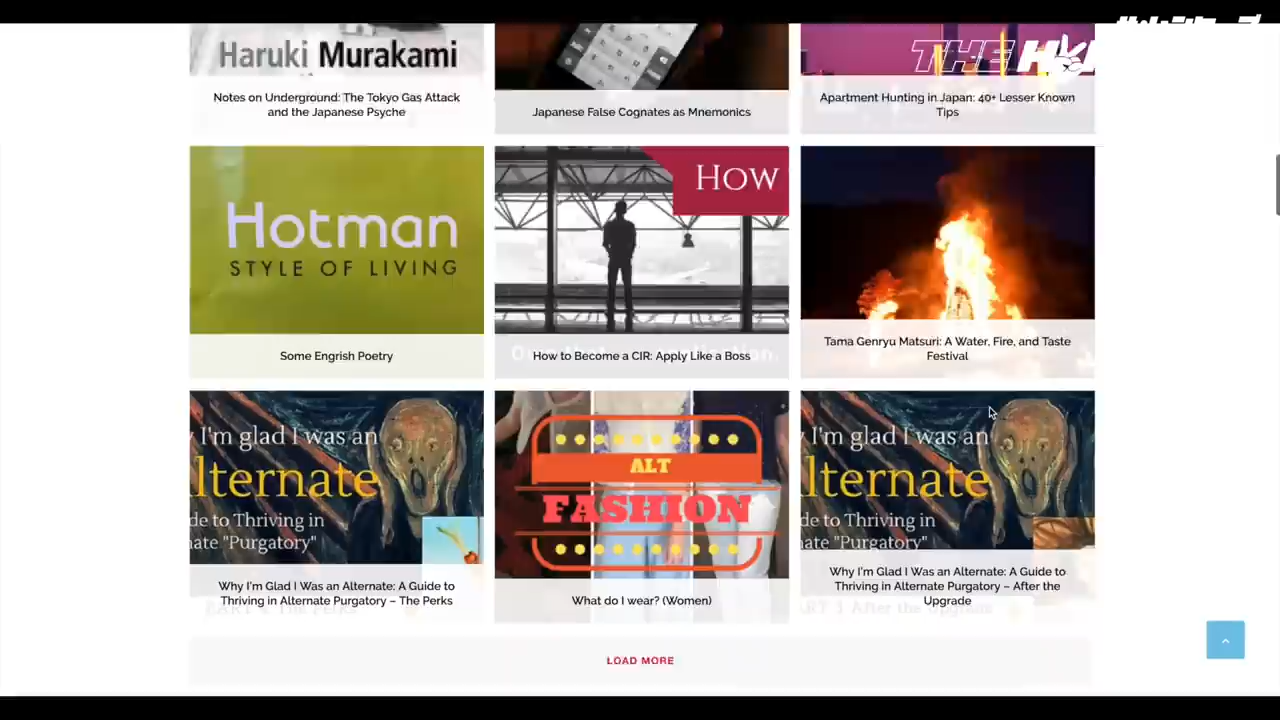 Haruki Murakami
THE
Notes on Underground: The Tokyo Gas Attack
and the Japanese Psyche
Japanese False Cognates as Mnemonics
Apartment Hunting in Japan: 40+ Lesser Known
Tips
Hotman
STYLE OF LIVING
Some Engrish Poetry
How
How to Become a CIR: Apply Like a Boss
Tama Genryu Matsuri: A Water, Fire, and Taste
Festival
I'm glad I was an
lternate
de to Thriving in
nate "Purgatory"
Why I'm Glad I Was an Alternate: A Guide to
Thriving in Alternate Purgatory – The Perks
ALT
FASHION
What do I wear? (Women)
I'm glad I was an
lternate
de to Thriving in
nate "Purgatory"
Why I'm Glad I Was an Alternate: A Guide to
Thriving in Alternate Purgatory – After the
Upgrade
LOAD MORE